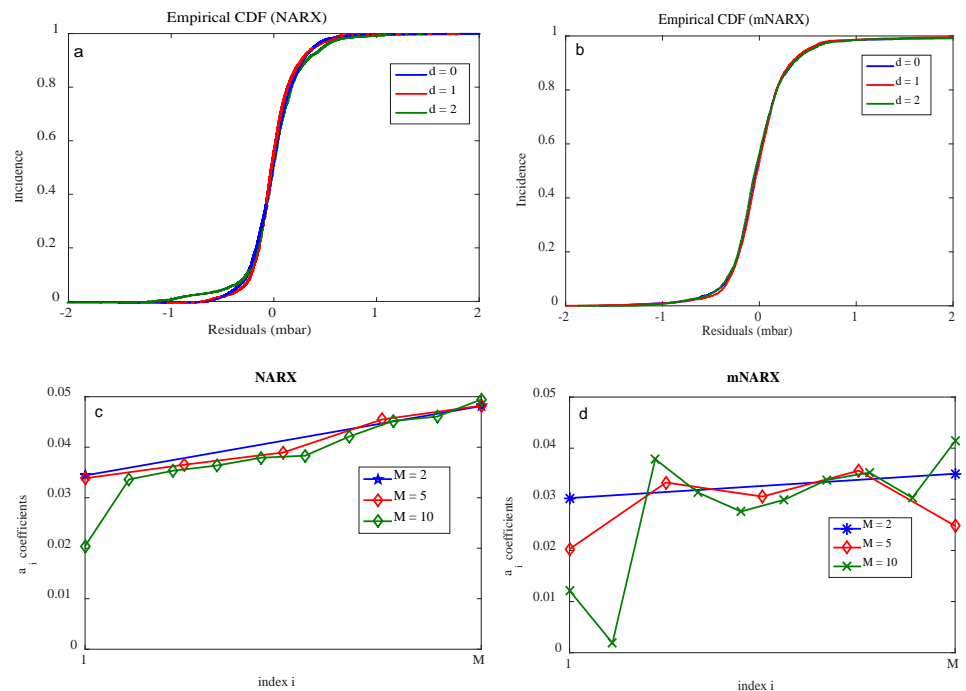 Empirical CDF (NARX)
a
1
0.8
0.6
0.4
0.2
0
Incidence
d = 0
d = 1
d = 2
-2
-1
0
1
2
Residuals (mbar)
Empirical CDF (mNARX)
b
1
0.8
0.6
0.4
0.2
0
Incidence
d = 0
d = 1
d = 2
-2
-1
0
1
2
Residuals (mbar)
NARX
c
0.05
0.04
0.03
0.02
0.01
0
a i coefficients
M = 2
M = 5
M = 10
1
M
index i
mNARX
d
0.05
0.04
0.03
0.02
0.01
0
a i coefficients
M = 2
M = 5
M = 10
1
M
index i